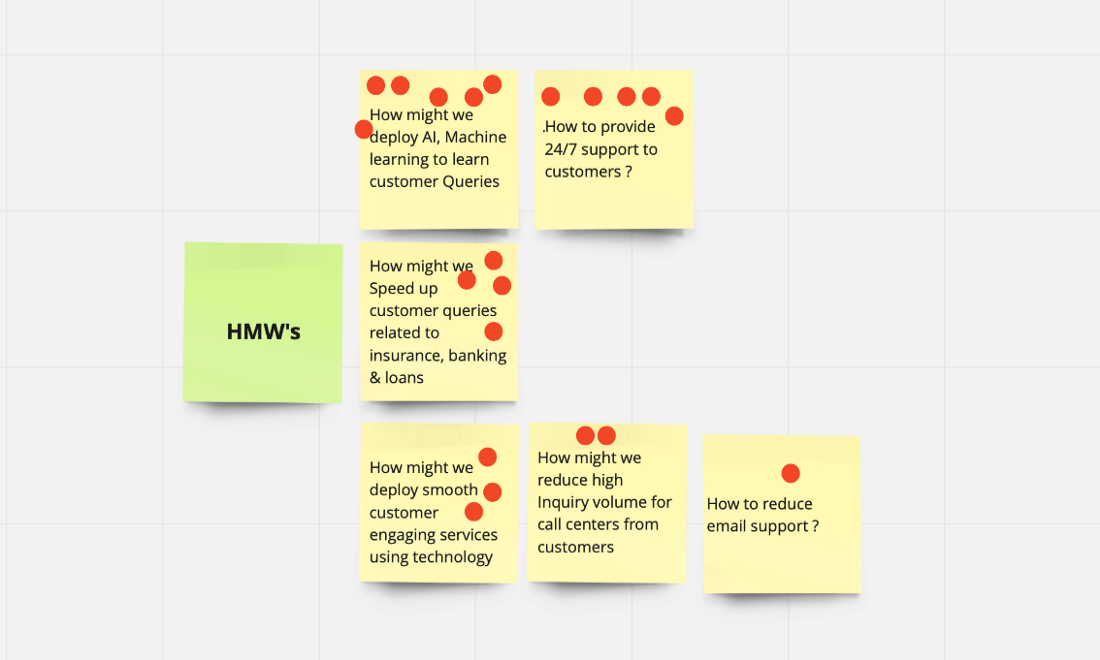 How might we
deploy AI, Machine
learning to learn
customer Queries
.How to provide
24/7 support to
customers ?
HMW's
How might we
Speed up
customer queries
related to
insurance, banking
& loans
How might we
deploy smooth
customer
engaging services
using technology
How might we
reduce high
Inquiry volume for
call centers from
customers
How to reduce
email support ?